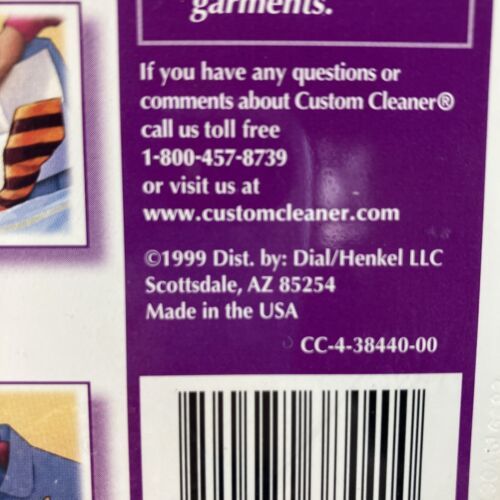 garments.
If you have any questions or
comments about Custom Cleaner®
call us toll free
1-800-457-8739
or visit us at
www.customcleaner.com
©1999 Dist. by: Dial/Henkel LLC
Scottsdale, AZ 85254
Made in the USA
CC-4-38440-00